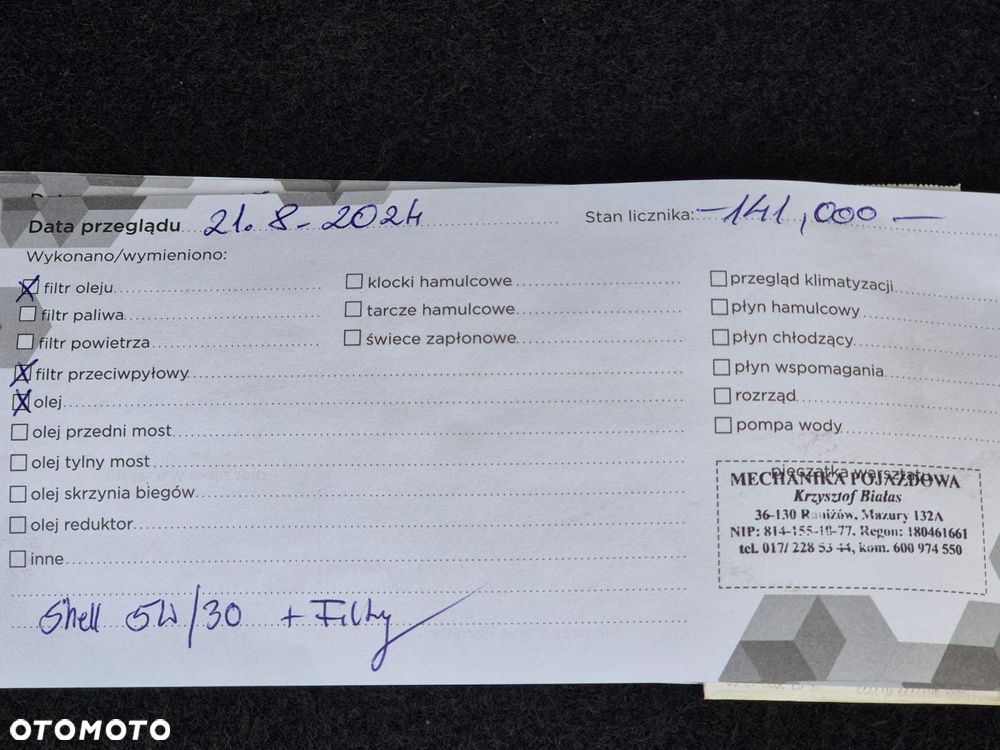 Data przeglądu 21.8-2024 Stan licznika: -141,000-
Wykonano/wymieniono:
filtr oleju klocki hamulcowe przegląd klimatyzacji
filtr paliwa tarcze hamulcowe płyn hamulcowy
filtr powietrza świece zapłonowe płyn chłodzący
filtr przeciwpyłowy płyn wspomagania
olej rozrząd
olej przedni most pompa wody
olej tylny most
olej skrzynia biegów
olej reduktor
inne
pieczątka warsztatu
MECHANIKA POJAZDOWA
Krzysztof Białas
36-130 Raniżów, Mazury 132A
NIP: 814-155-18-77, Regon: 180461661
tel. 017/ 228 53 44, kom. 600 974 550
Shell 5W/30 + Filtry
OTOMOTO